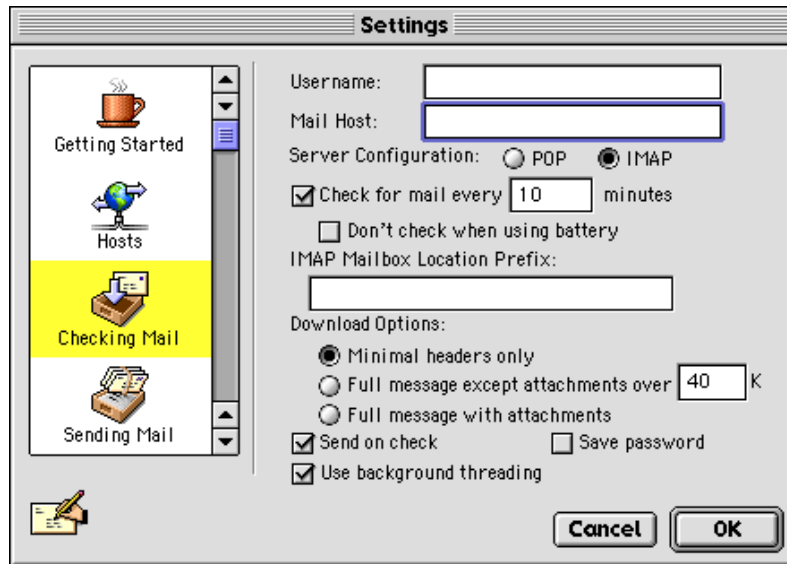 Settings
Getting Started
Hosts
Checking Mail
Sending Mail
Username:
Mail Host:
Server Configuration: POP IMAP
Check for mail every 10 minutes
Don't check when using battery
IMAP Mailbox Location Prefix:
Download Options:
Minimal headers only
Full message except attachments over 40 K
Full message with attachments
Send on check Save password
Use background threading
Cancel OK